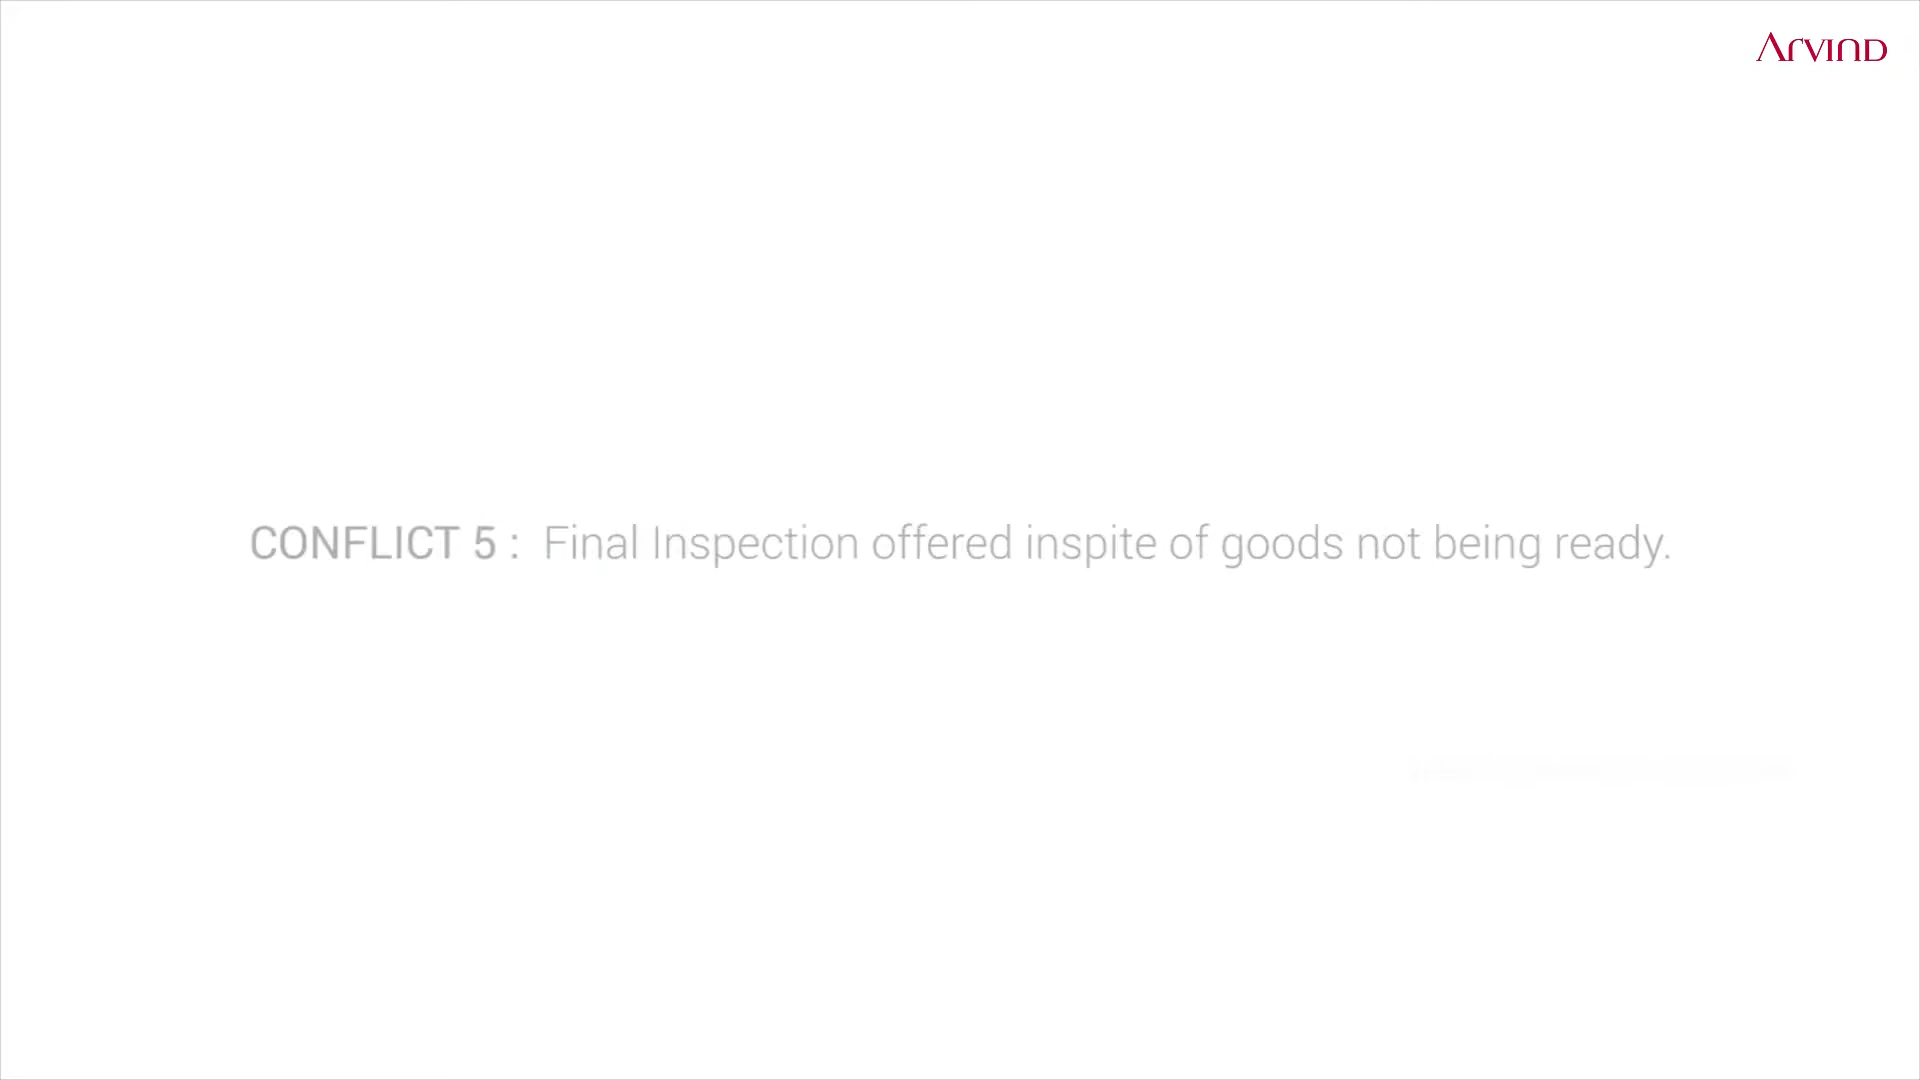 ARVIND
CONFLICT 5 : Final Inspection offered inspite of goods not being ready.